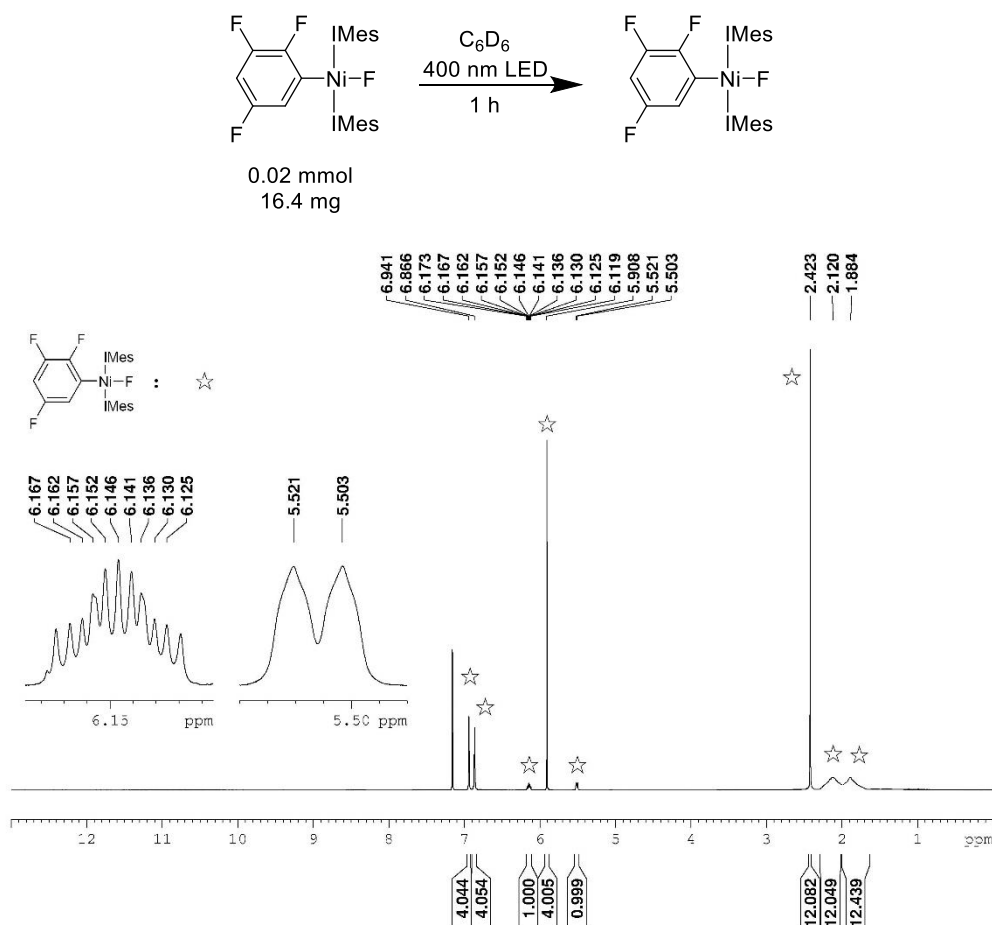 F F IMes
Ni F
F IMes
0.02 mmol
16.4 mg
C6D6
400 nm LED
1 h
F F IMes
Ni F
F IMes
6.941
6.866
6.173
6.167
6.162
6.157
6.152
6.146
6.141
6.136
6.130
6.125
6.119
5.908
5.521
5.503
2.423
2.120
1.884
F F IMes
Ni F :
F IMes
6.167
6.162
6.157
6.152
6.146
6.141
6.136
6.130
6.125
6.15 ppm
5.521
5.503
5.50 ppm
12 11 10 9 8 7 6 5 4 3 2 1 ppm
4.044
4.054
1.000
4.005
0.999
12.082
12.049
12.439